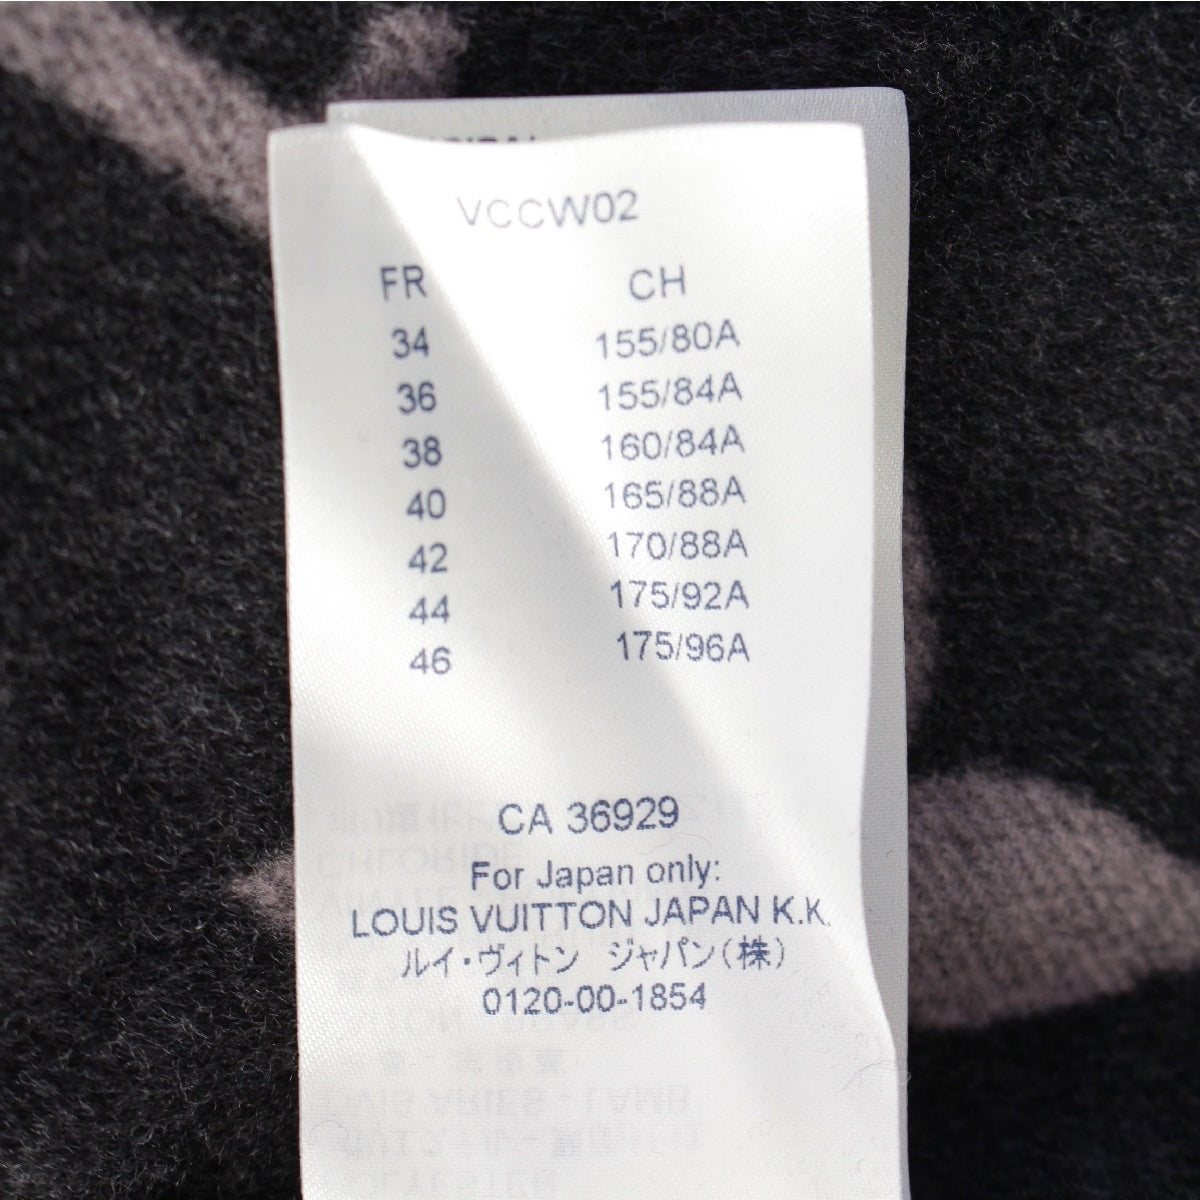 VCCW02
FR CH
34 155/80A
36 155/84A
38 160/84A
40 165/88A
42 170/88A
44 175/92A
46 175/96A
CA 36929
For Japan only:
LOUIS VUITTON JAPAN K.K.
ルイ・ヴィトン ジャパン(株)
0120-00-1854